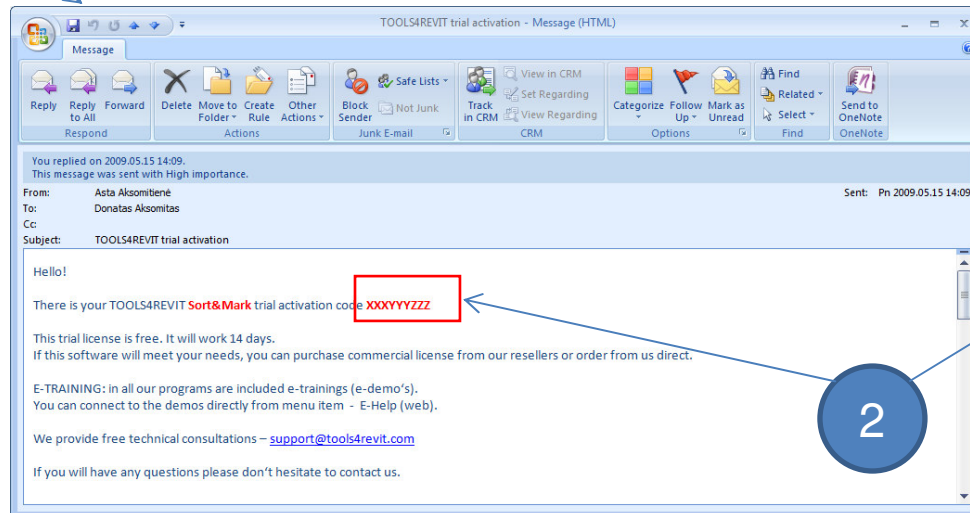 TOOLS4REVIT trial activation - Message (HTML)
Message
Reply
Reply to All
Forward
Respond
Delete
Move to Folder
Create Rule
Other Actions
Actions
Block Sender
Safe Lists
Not Junk
Junk E-mail
Track in CRM
View in CRM
Set Regarding
View Regarding
CRM
Categorize
Follow Up
Mark as Unread
Options
Find
Related
Select
Find
Send to OneNote
OneNote
You replied on 2009.05.15 14:09.
This message was sent with High importance.
From: Asta Aksomitienė
Sent: Pn 2009.05.15 14:09
To: Donatas Aksomitas
Cc:
Subject: TOOLS4REVIT trial activation
Hello!
There is your TOOLS4REVIT Sort&Mark trial activation code XXXYYYZZZ
This trial license is free. It will work 14 days.
If this software will meet your needs, you can purchase commercial license from our resellers or order from us direct.
E-TRAINING: in all our programs are included e-trainings (e-demo's).
You can connect to the demos directly from menu item - E-Help (web).
We provide free technical consultations – support@tools4revit.com
If you will have any questions please don't hesitate to contact us.
2